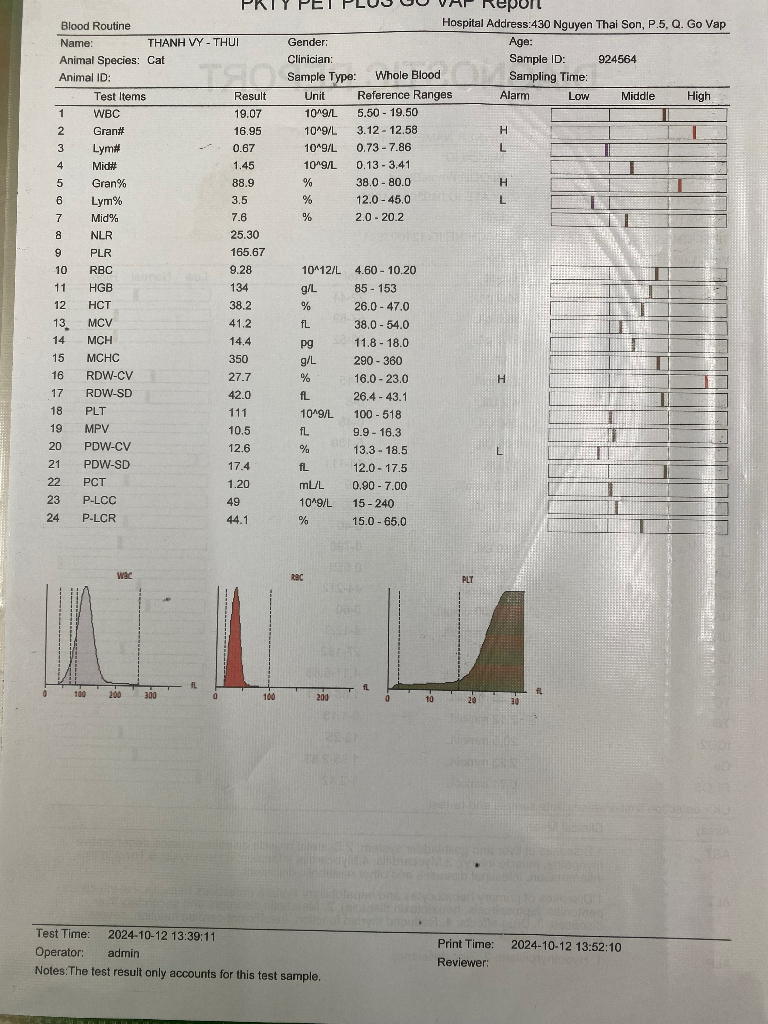 PKTY PET PLUS GO VAP Report
Blood Routine Hospital Address:430 Nguyen Thai Son, P.5, Q. Go Vap
Name: THANH VY - THUI Gender: Age:
Animal Species: Cat Clinician: Sample ID: 924564
Animal ID: Sample Type: Whole Blood Sampling Time:
Test Items Result Unit Reference Ranges Alarm Low Middle High
1 WBC 19.07 10^9/L 5.50 - 19.50
2 Gran# 16.95 10^9/L 3.12 - 12.58 H
3 Lym# 0.67 10^9/L 0.73 - 7.86 L
4 Mid# 1.45 10^9/L 0.13 - 3.41
5 Gran% 88.9 % 38.0 - 80.0 H
6 Lym% 3.5 % 12.0 - 45.0 L
7 Mid% 7.6 % 2.0 - 20.2
8 NLR 25.30
9 PLR 165.67
10 RBC 9.28 10^12/L 4.60 - 10.20
11 HGB 134 g/L 85 - 153
12 HCT 38.2 % 26.0 - 47.0
13 MCV 41.2 fL 38.0 - 54.0
14 MCH 14.4 pg 11.8 - 18.0
15 MCHC 350 g/L 290 - 360
16 RDW-CV 27.7 % 16.0 - 23.0 H
17 RDW-SD 42.0 fL 26.4 - 43.1
18 PLT 111 10^9/L 100 - 518
19 MPV 10.5 fL 9.9 - 16.3
20 PDW-CV 12.6 % 13.3 - 18.5 L
21 PDW-SD 17.4 fL 12.0 - 17.5
22 PCT 1.20 mL/L 0.90 - 7.00
23 P-LCC 49 10^9/L 15 - 240
24 P-LCR 44.1 % 15.0 - 65.0
WBC RBC PLT
0 100 200 300 fL 0 100 200 fL 0 10 20 30 fL
Test Time: 2024-10-12 13:39:11 Print Time: 2024-10-12 13:52:10
Operator: admin Reviewer:
Notes:The test result only accounts for this test sample.